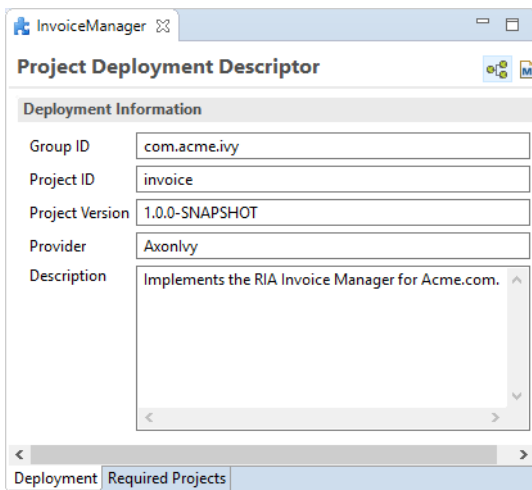 InvoiceManager
Project Deployment Descriptor
Deployment Information
Group ID com.acme.ivy
Project ID invoice
Project Version 1.0.0-SNAPSHOT
Provider AxonIvy
Description Implements the RIA Invoice Manager for Acme.com.
Deployment Required Projects